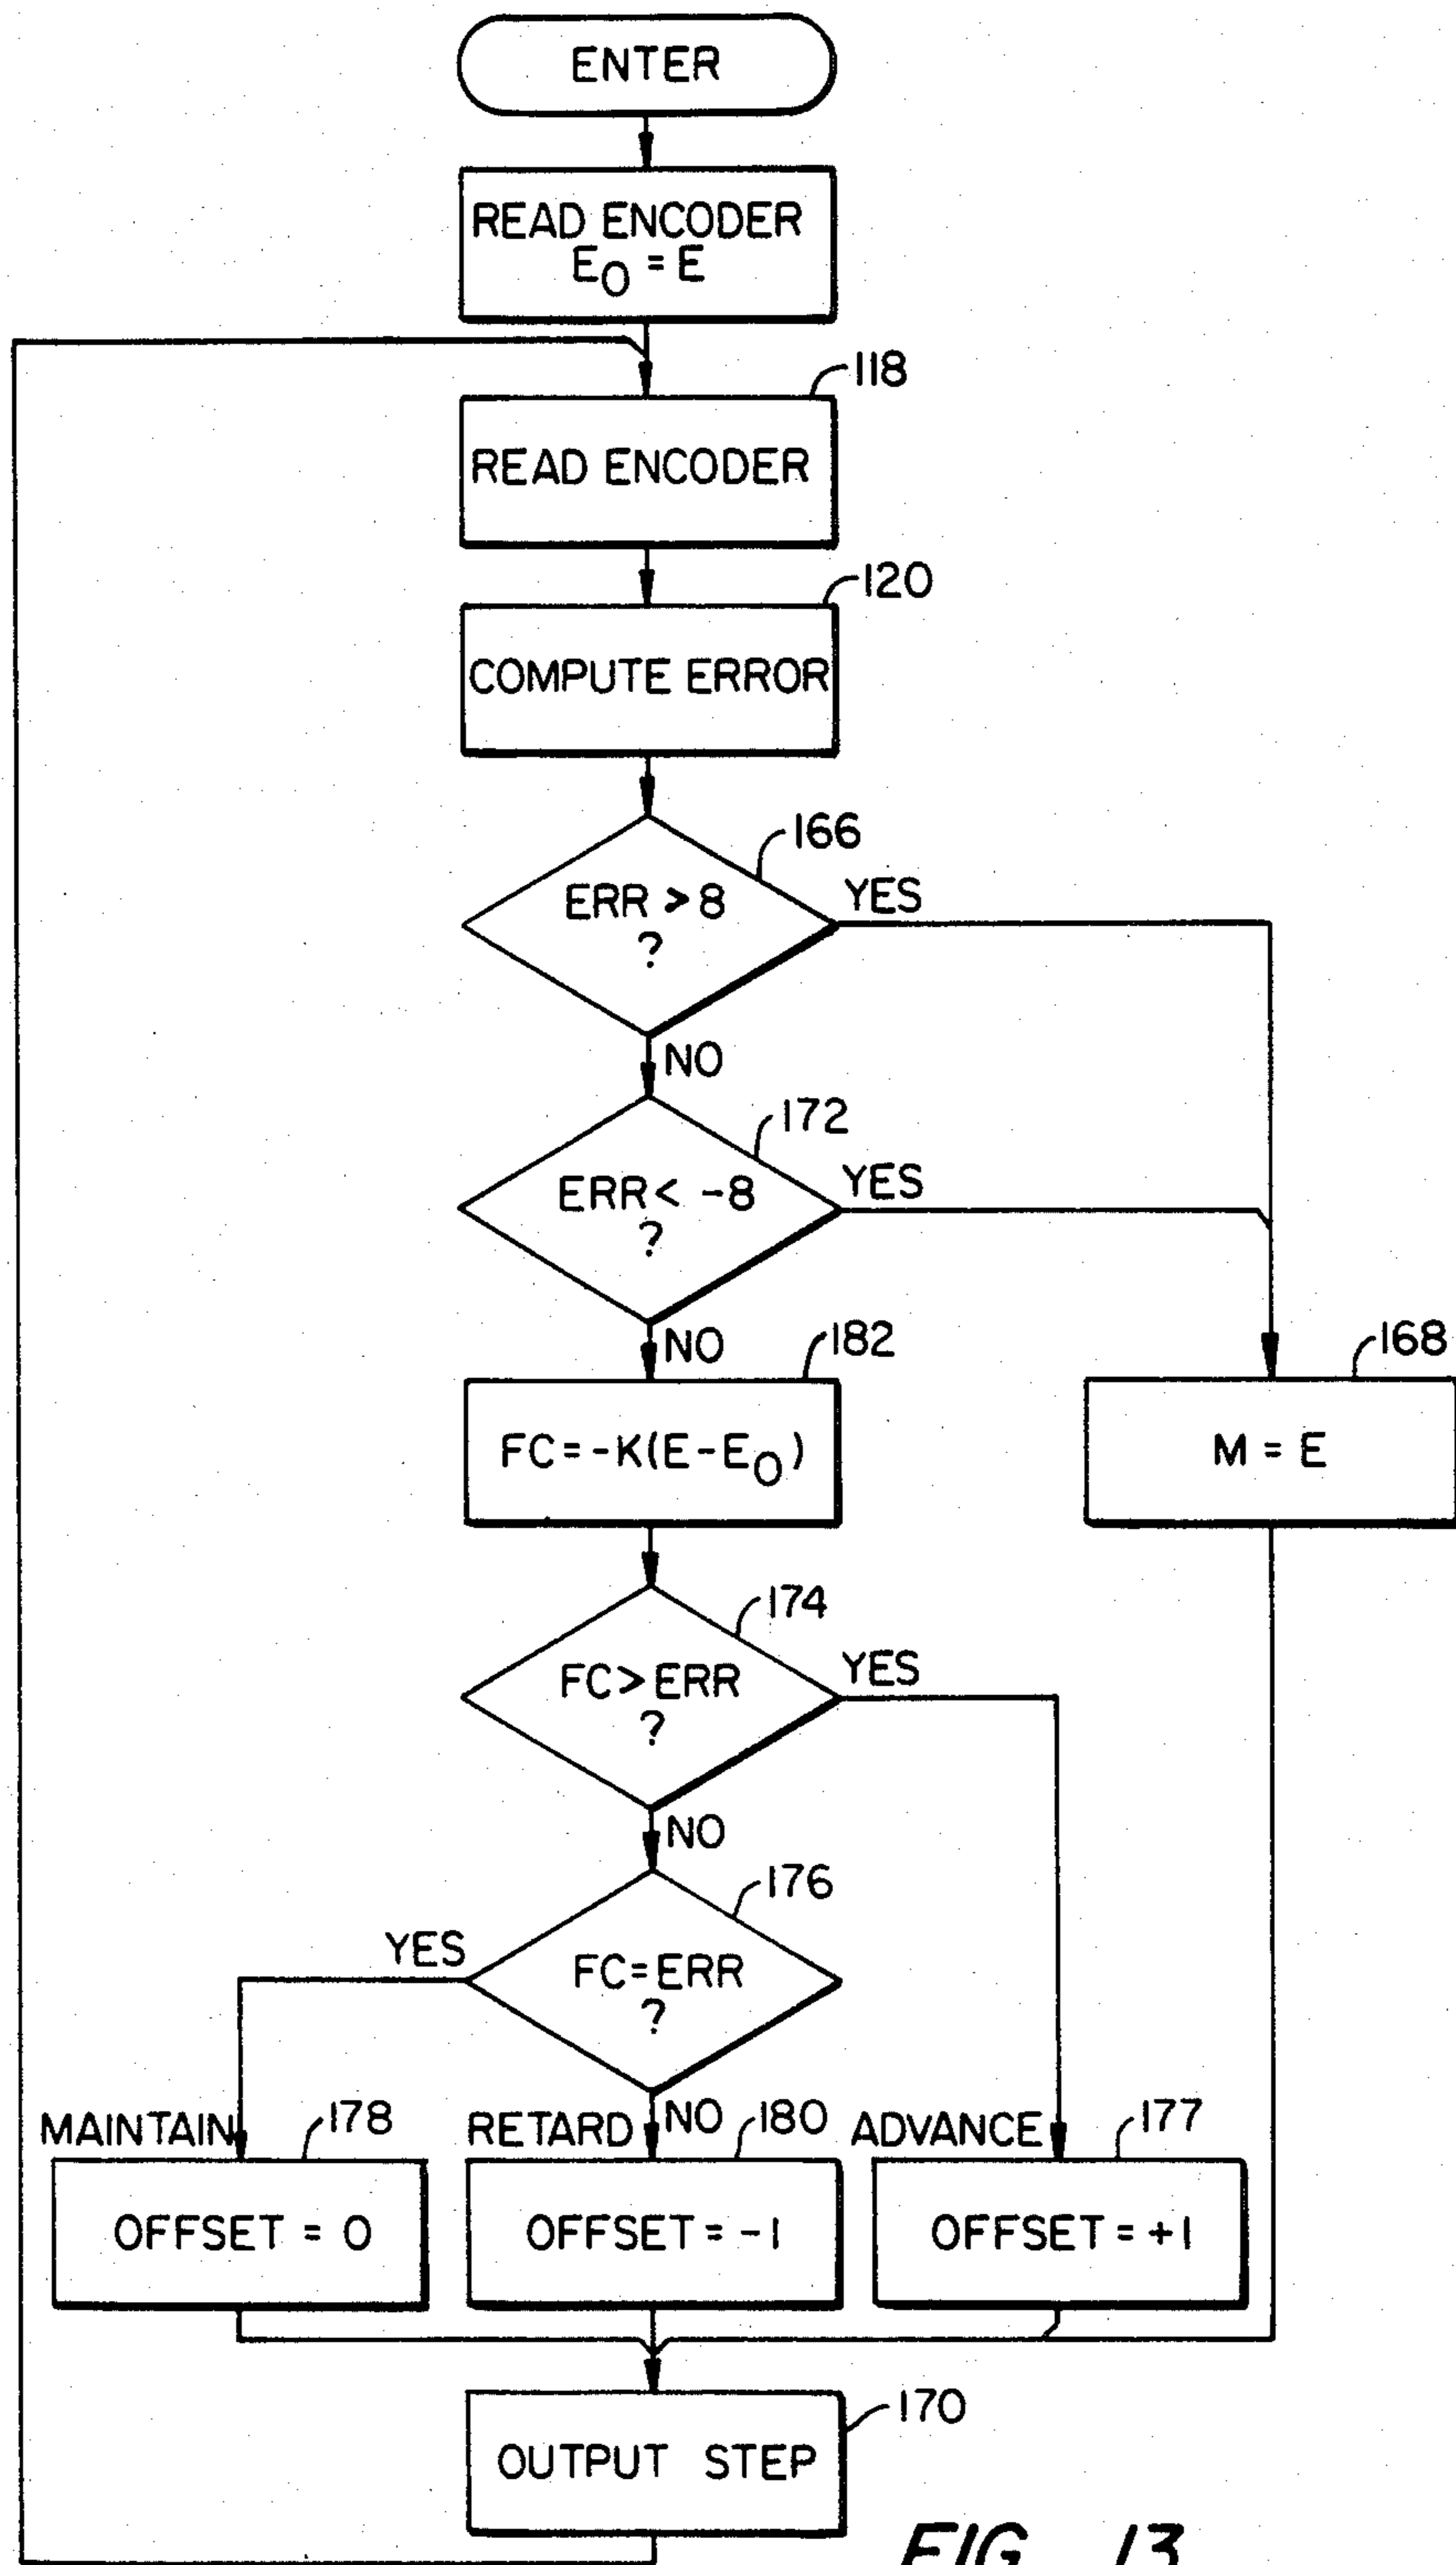 ENTER
READ ENCODER
E0 = E
118
READ ENCODER
120
COMPUTE ERROR
166
ERR > 8
?
YES
NO
172
ERR < -8
?
YES
NO
182
FC = -K(E-E0)
168
M = E
174
FC > ERR
?
YES
NO
176
YES
FC = ERR
?
MAINTAIN
178
RETARD
NO
180
ADVANCE
177
OFFSET = 0
OFFSET = -1
OFFSET = +1
170
OUTPUT STEP
FIG. 13